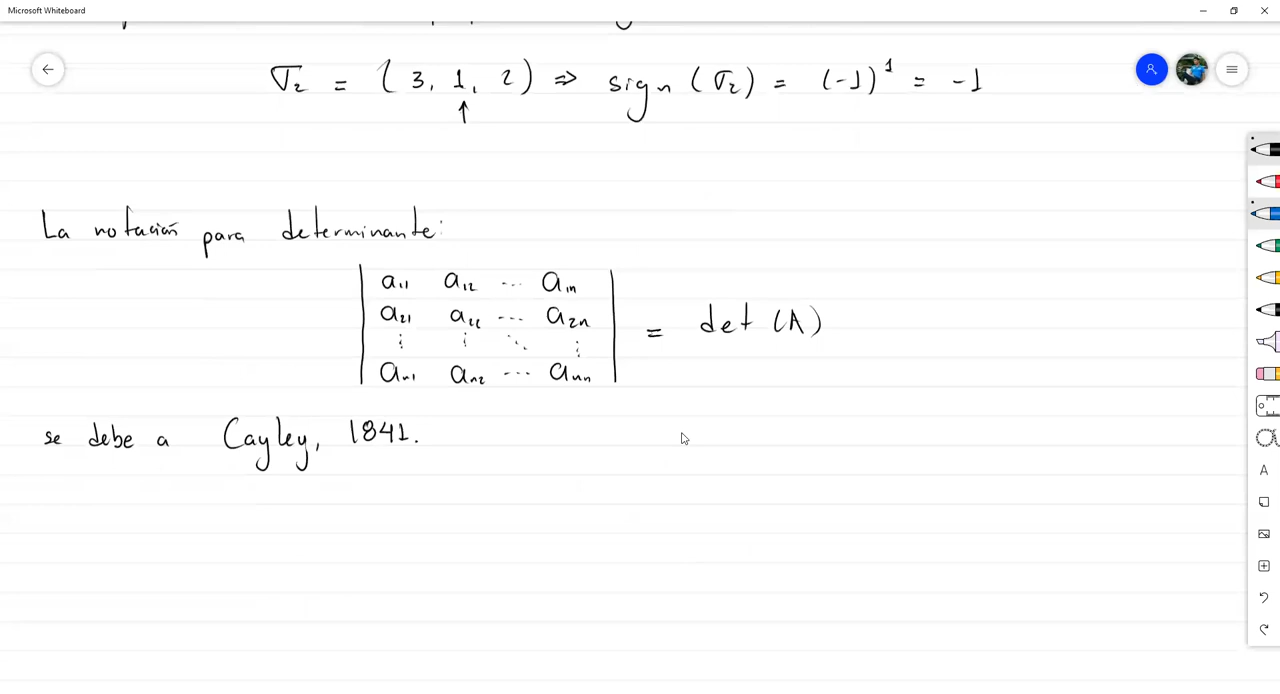 Microsoft Whiteboard
σ₂ = (3, 1, 2) ⇒ sign (σ₂) = (-1)¹ = -1
↑
La notación para determinante:
a₁₁ a₁₂ ... a₁ₙ
a₂₁ a₂₂ ... a₂ₙ = det (A)
⋮ ⋮ ⋱ ⋮
aₙ₁ aₙ₂ ... aₙₙ
se debe a Cayley, 1841.
A